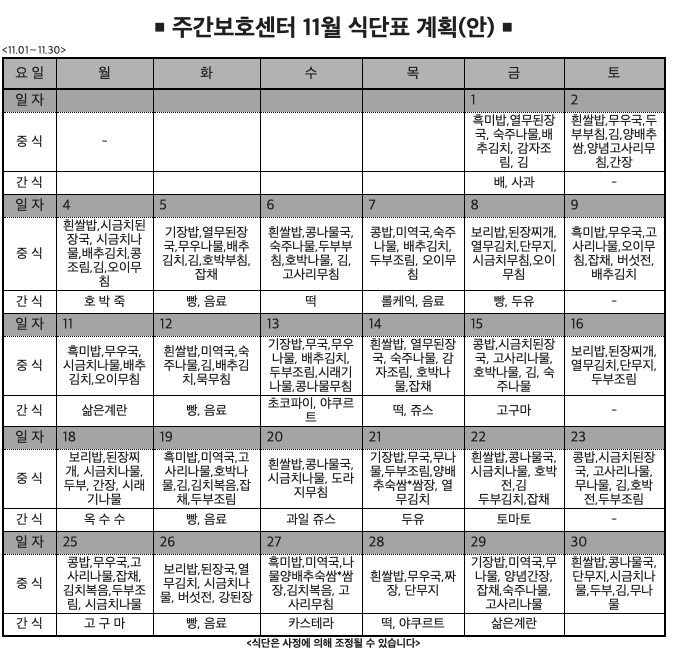 ▪ 주간보호센터 11월 식단표 계획(안) ▪
<11.01~11.30>
요 일 월 화 수 목 금 토
일 자 1 2
중 식
-
흑미밥,열무된장
국, 숙주나물,배
추김치, 감자조
림, 김
흰쌀밥,무우국,두
부부침,김,양배추
쌈,양념고사리무
침,간장
간 식 배, 사과 -
일 자 4 5 6 7 8 9
중 식
흰쌀밥,시금치된
장국, 시금치나
물,배추김치,콩
조림,김,오이무
침
기장밥,열무된장
국,무우나물,배추
김치,김,호박부침,
잡채
흰쌀밥,콩나물국,
숙주나물,두부부
침,호박나물, 김,
고사리무침
콩밥,미역국,숙주
나물, 배추김치,
두부조림, 오이무
침
보리밥,된장찌개,
열무김치,단무지,
시금치무침,오이
무침
흑미밥,무우국,고
사리나물,오이무
침,잡채, 버섯전,
배추김치
간 식 호 박 죽 빵, 음료 떡 롤케익, 음료 빵, 두유 -
일 자 11 12 13 14 15 16
중 식
흑미밥,무우국,
시금치나물,배추
김치,오이무침
흰쌀밥,미역국,숙
주나물,김,배추김
치,묵무침
기장밥,무국,무우
나물, 배추김치,
두부조림,시래기
나물,콩나물무침
흰쌀밥, 열무된장
국, 숙주나물, 감
자조림, 호박나
물,잡채
콩밥,시금치된장
국, 고사리나물,
호박나물, 김, 숙
주나물
보리밥,된장찌개,
열무김치,단무지,
두부조림
간 식 삶은계란 빵, 음료 초코파이, 야쿠르
트 떡, 쥬스 고구마 -
일 자 18 19 20 21 22 23
중 식
보리밥,된장찌
개, 시금치나물,
두부, 간장, 시래
기나물
흑미밥,미역국,고
사리나물,호박나
물,김,김치볶음,잡
채,두부조림
흰쌀밥,콩나물국,
시금치나물, 도라
지무침
기장밥,무국,무나
물,두부조림,양배
추숙쌈*쌈장, 열
무김치
흰쌀밥,콩나물국,
시금치나물, 호박
전,김
두부김치,잡채
콩밥,시금치된장
국, 고사리나물,
무나물, 김,호박
전,두부조림
간 식 옥 수 수 빵, 음료 과일 쥬스 두유 토마토 -
일 자 25 26 27 28 29 30
중 식
콩밥,무우국,고
사리나물,잡채,
김치볶음,두부조
림, 시금치나물
보리밥,된장국,열
무김치, 시금치나
물, 버섯전, 강된장
흑미밥,미역국,나
물양배추숙쌈*쌈
장,김치볶음, 고
사리무침
흰쌀밥,무우국,짜
장, 단무지
기장밥,미역국,무
나물, 양념간장,
잡채,숙주나물,
고사리나물
흰쌀밥,콩나물국,
단무지,시금치나
물,두부,김,무나
물
간 식 고 구 마 빵, 음료 카스테라 떡, 야쿠르트 삶은계란
<식단은 사정에 의해 조정될 수 있습니다>